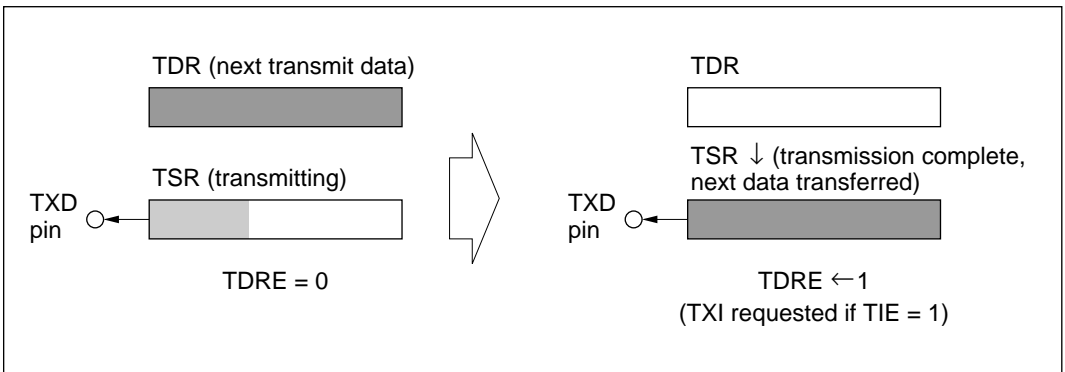 TDR (next transmit data)
TSR (transmitting)
TXD
pin
TDRE = 0
TDR
TSR ↓ (transmission complete,
next data transferred)
TXD
pin
TDRE ←1
(TXI requested if TIE = 1)